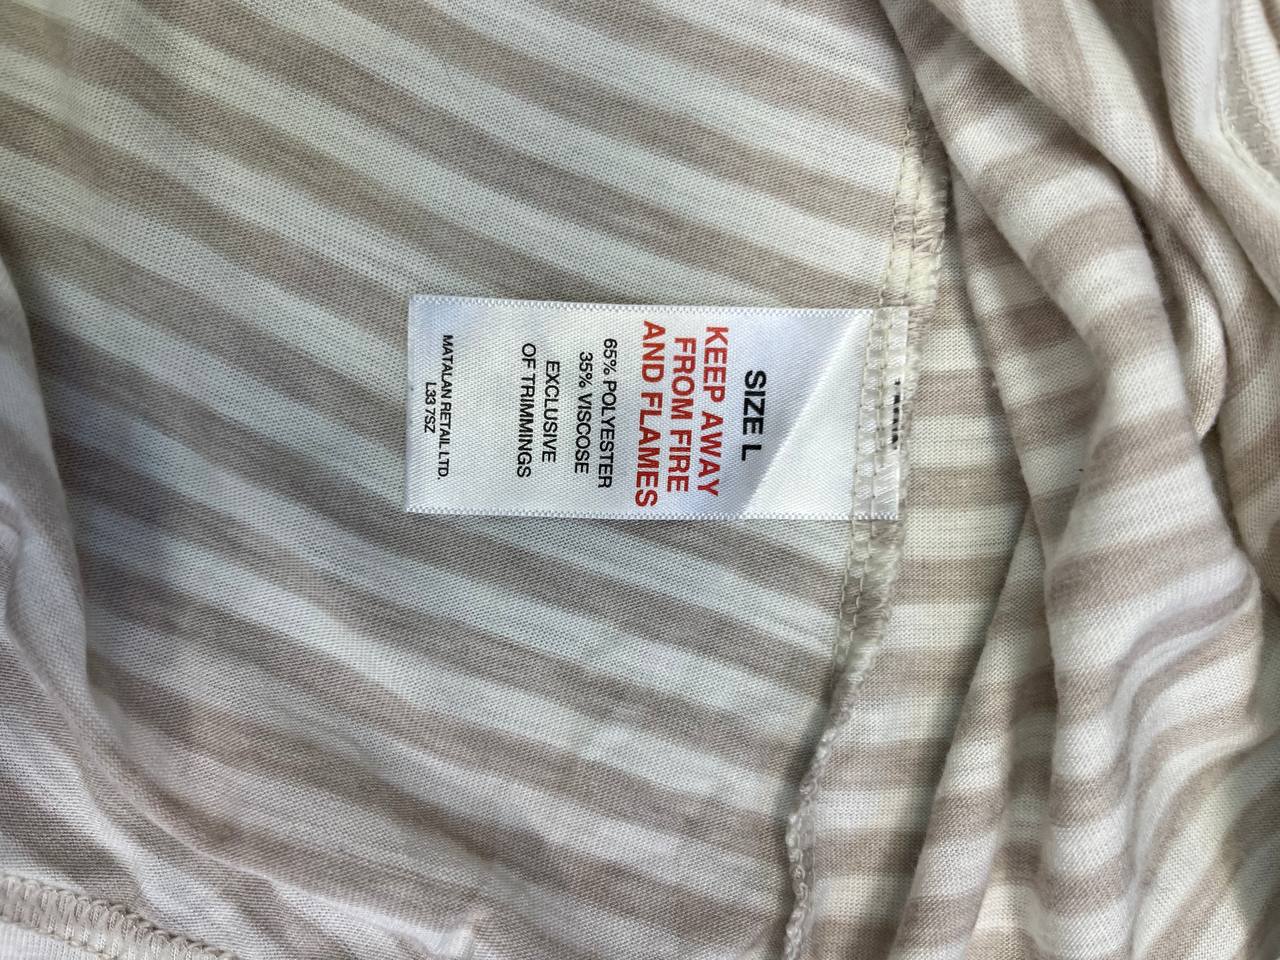 SIZE L
KEEP AWAY
FROM FIRE
AND FLAMES
65% POLYESTER
35% VISCOSE
EXCLUSIVE
OF TRIMMINGS
MATALAN RETAIL LTD.
L33 7SZ